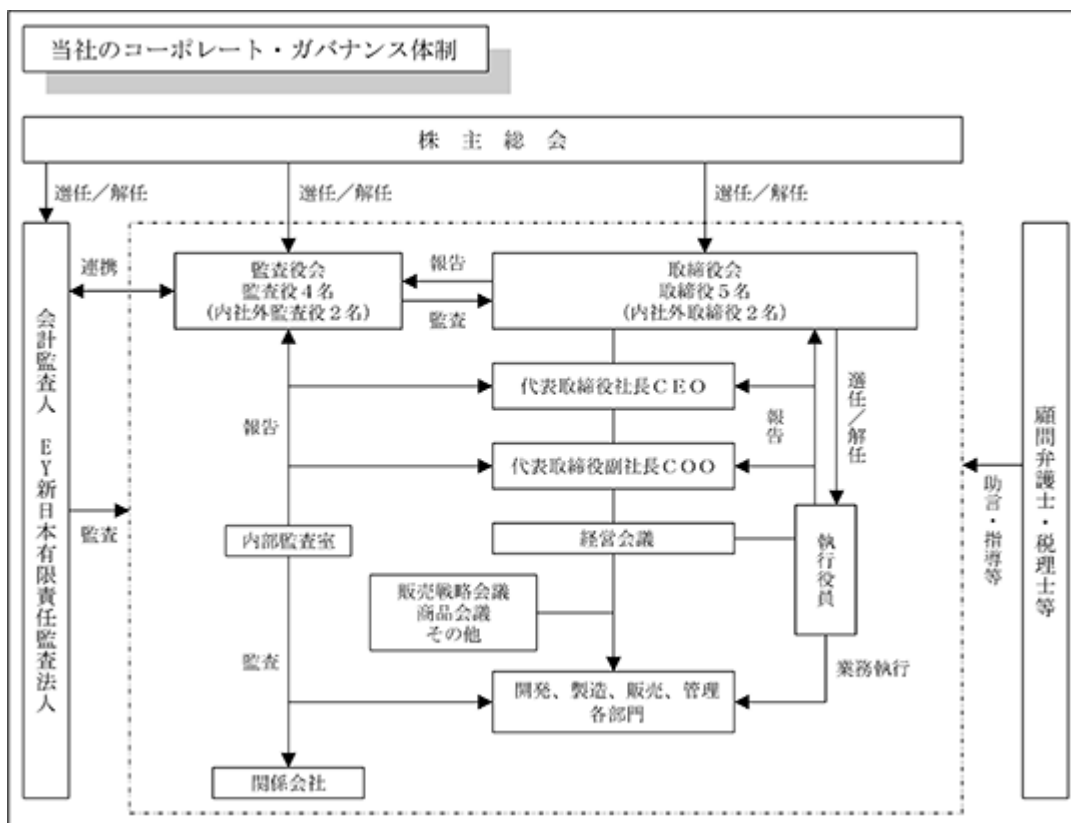 当社のコーポレート・ガバナンス体制
株主総会
選任／解任
選任／解任
選任／解任
会計監査人　EY新日本有限責任監査法人
連携
監査役会
監査役４名
（内社外監査役２名）
報告
監査
取締役会
取締役５名
（内社外取締役２名）
代表取締役社長ＣＥＯ
選任／解任
報告
報告
代表取締役副社長ＣＯＯ
顧問弁護士・税理士等
助言・指導等
監査
内部監査室
経営会議
執行役員
販売戦略会議
商品会議
その他
監査
業務執行
開発、製造、販売、管理
各部門
関係会社